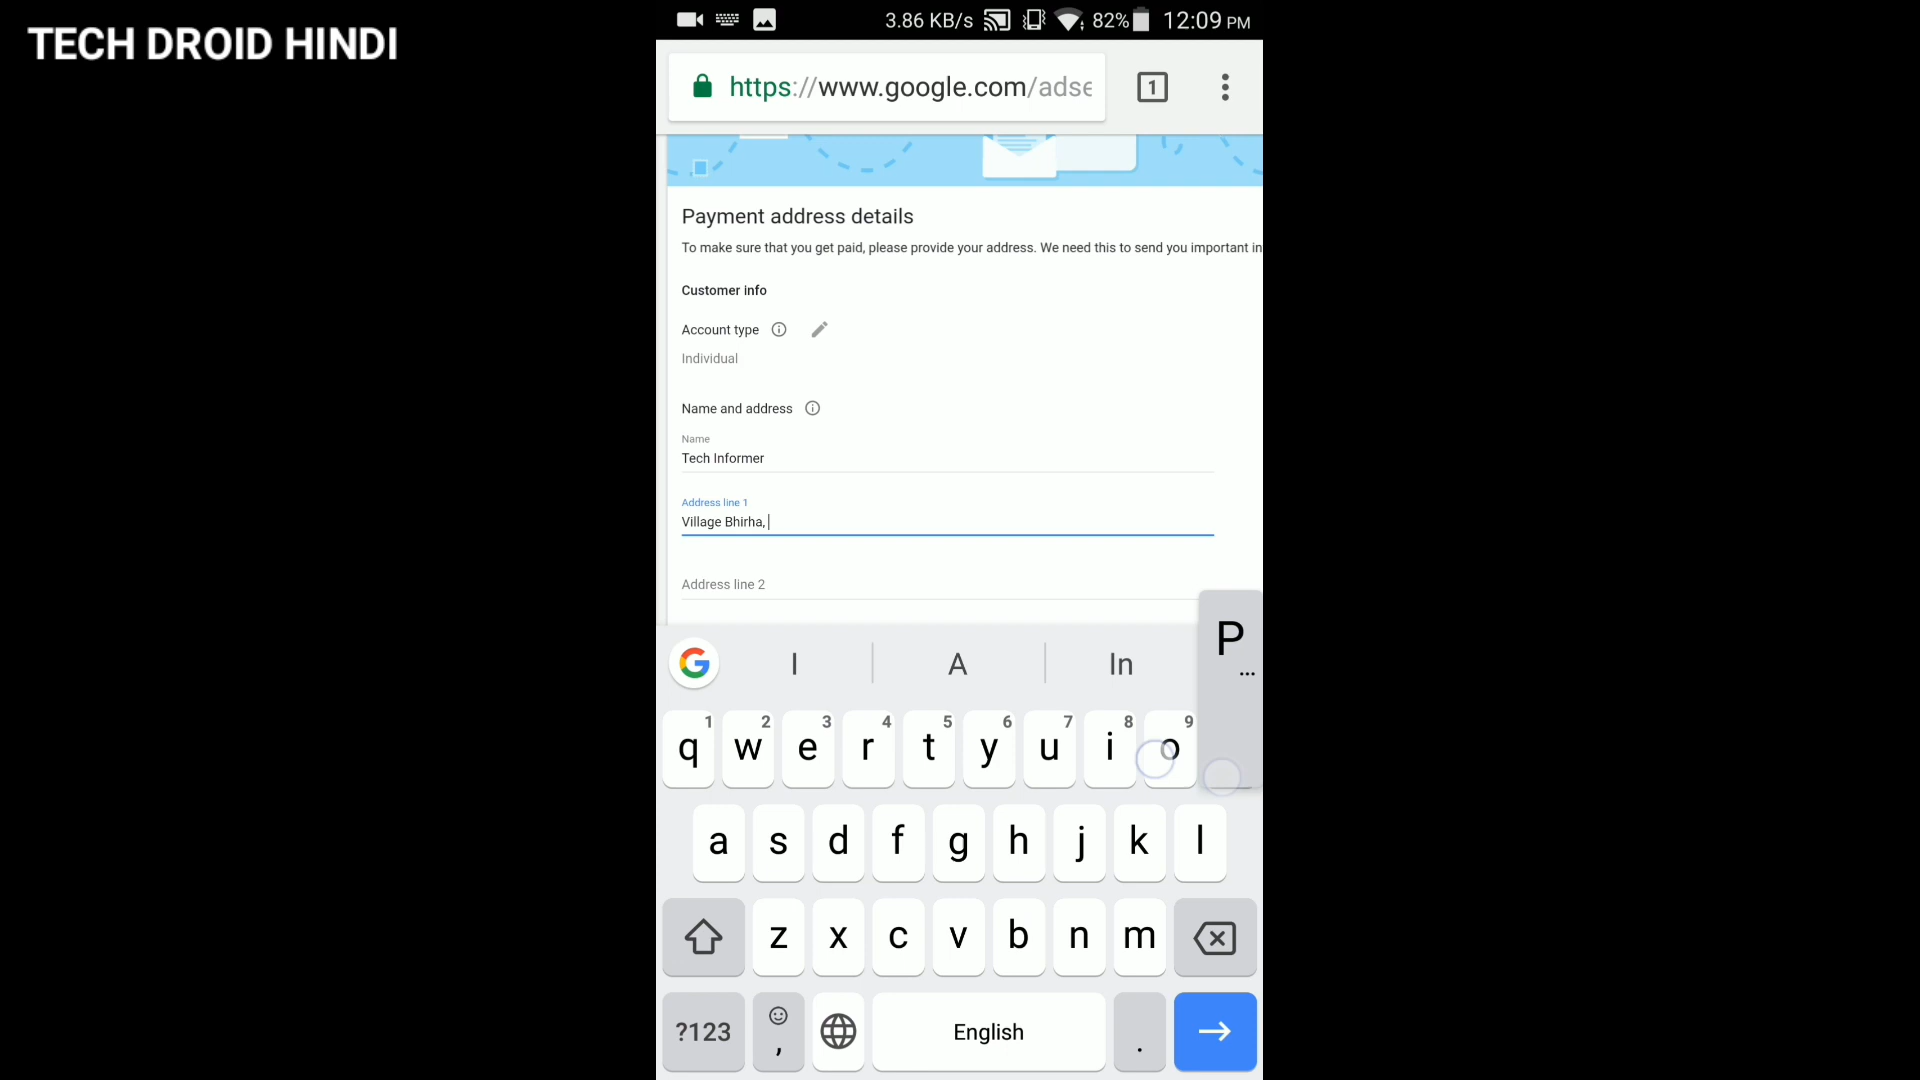 TECH DROID HINDI
3.86 KB/s 82% 12:09 PM
https://www.google.com/adse
1
Payment address details
To make sure that you get paid, please provide your address. We need this to send you important in
Customer info
Account type
Individual
Name and address
Name
Tech Informer
Address line 1
Village Bhirha,
Address line 2
P
...
G I A In
1 2 3 4 5 6 7 8 9
q w e r t y u i o
a s d f g h j k l
z x c v b n m
?123 , English .